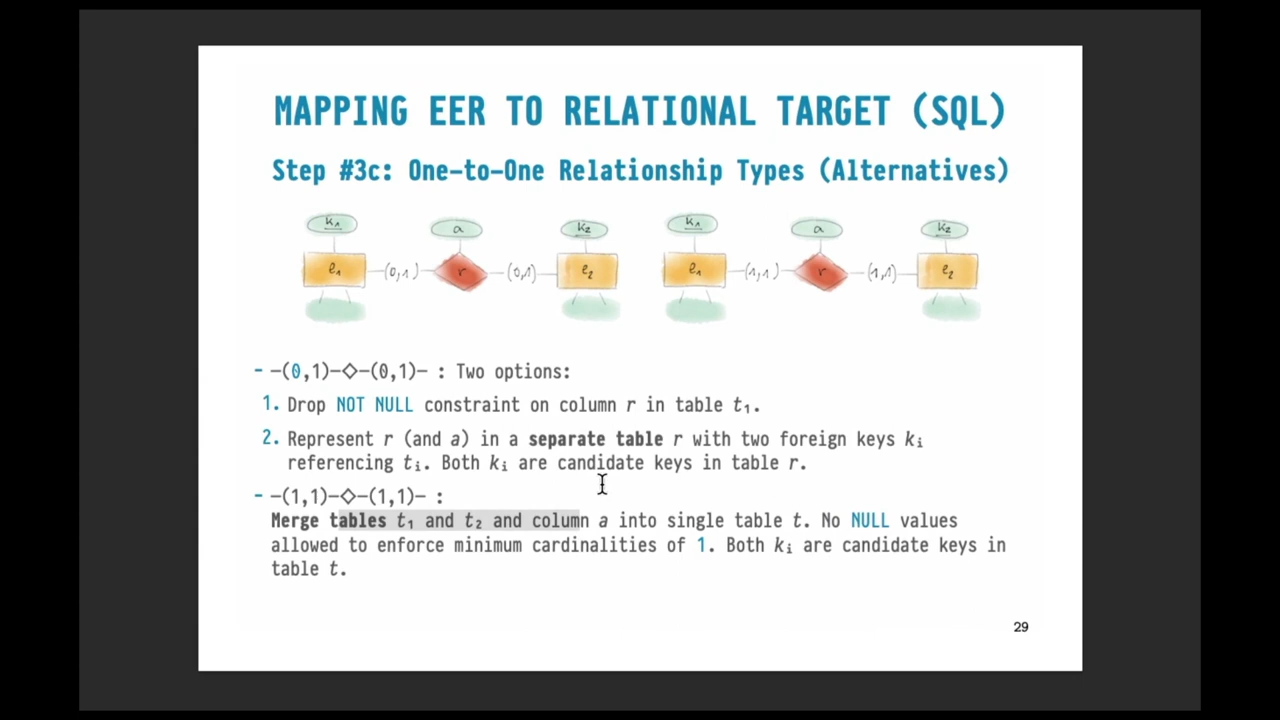 MAPPING EER TO RELATIONAL TARGET (SQL)
Step #3c: One-to-One Relationship Types (Alternatives)
k₁ a k₂ k₁ a k₂
e₁ (0,1) r (0,1) e₂ e₁ (1,1) r (1,1) e₂
- —(0,1)—◇—(0,1)— : Two options:
1. Drop NOT NULL constraint on column r in table t₁.
2. Represent r (and a) in a separate table r with two foreign keys kᵢ
referencing tᵢ. Both kᵢ are candidate keys in table r.
- —(1,1)—◇—(1,1)— :
Merge tables t₁ and t₂ and column a into single table t. No NULL values
allowed to enforce minimum cardinalities of 1. Both kᵢ are candidate keys in
table t.
29